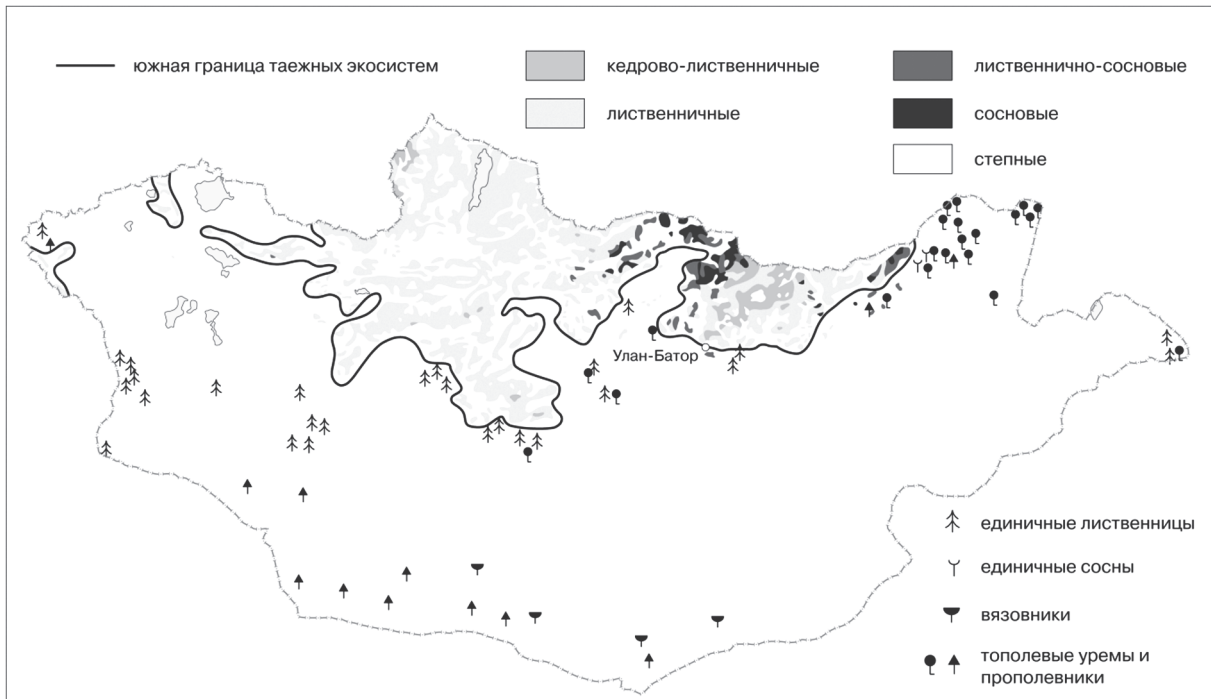 южная граница таежных экосистем
кедрово-лиственничные
лиственничные
лиственнично-сосновые
сосновые
степные
Улан-Батор
единичные лиственницы
единичные сосны
вязовники
тополевые уремы и
прополевники